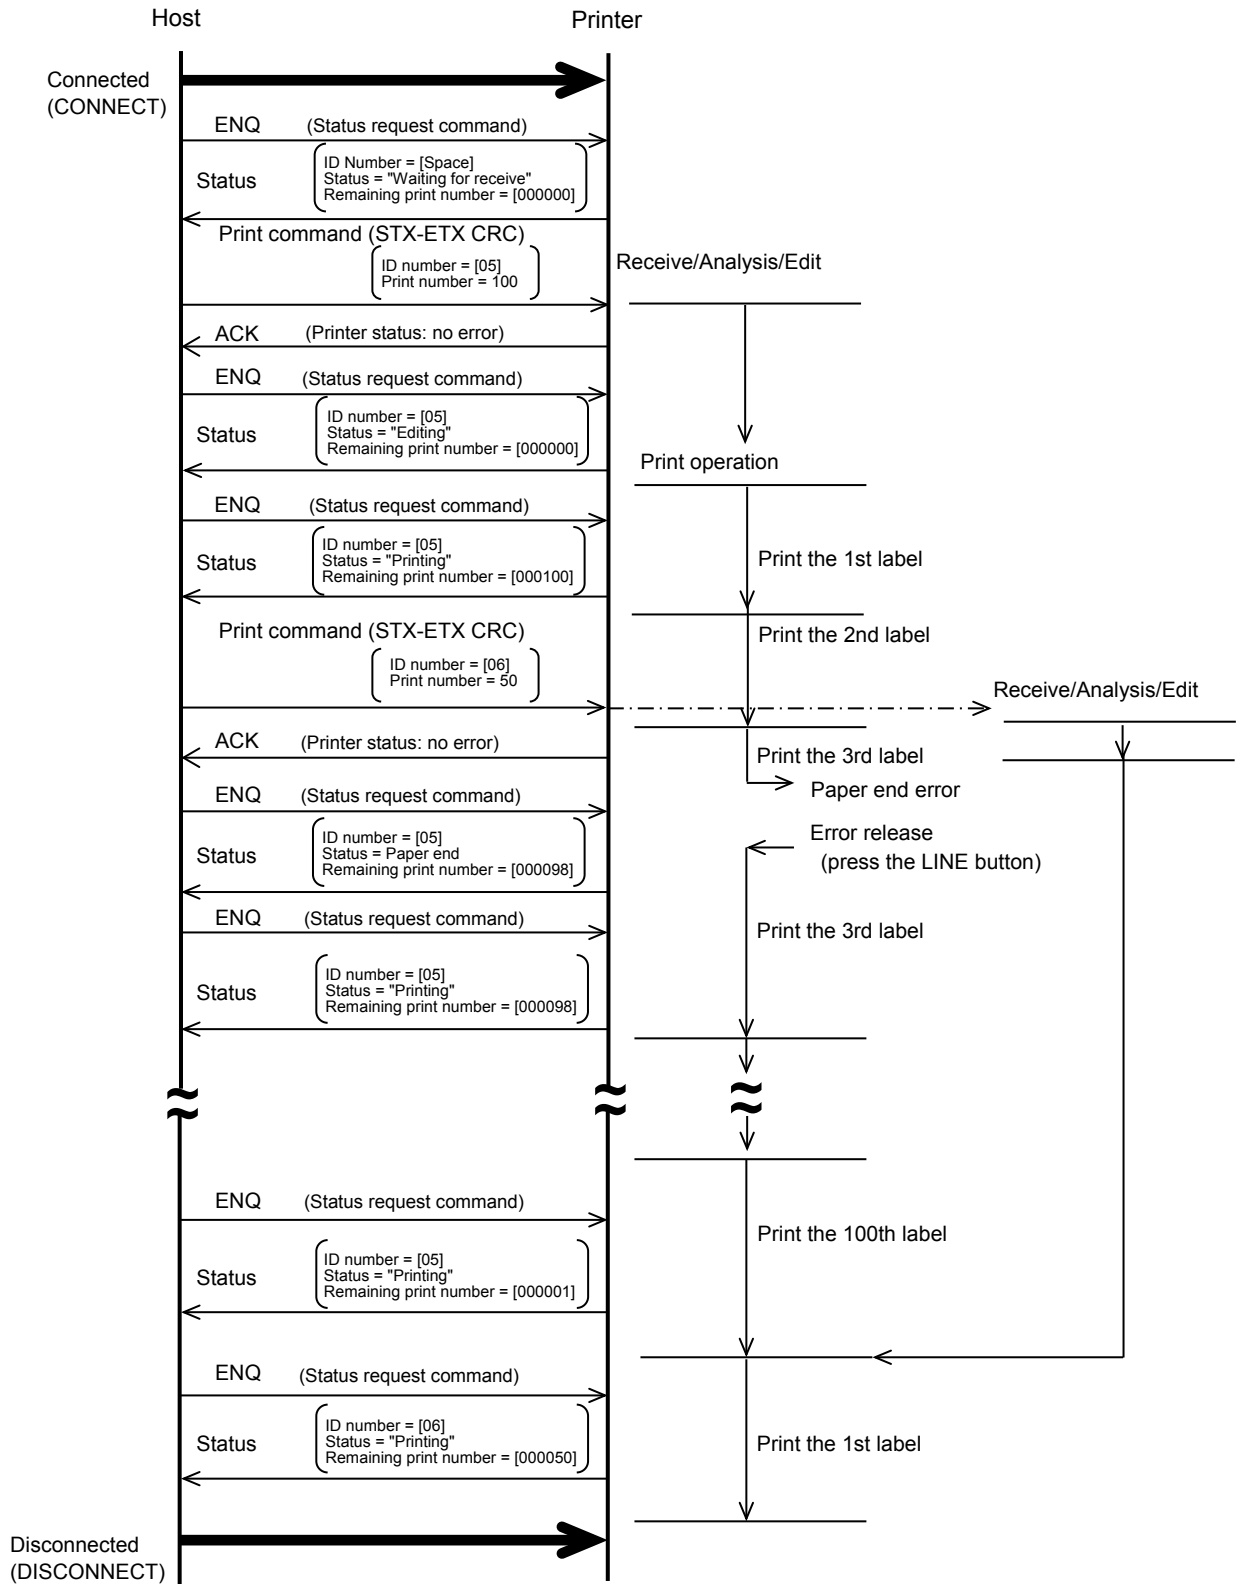 Host
Printer
Connected
(CONNECT)
ENQ (Status request command)
Status
ID Number = [Space]
Status = "Waiting for receive"
Remaining print number = [000000]
Print command (STX-ETX CRC)
ID number = [05]
Print number = 100
Receive/Analysis/Edit
ACK (Printer status: no error)
ENQ (Status request command)
Status
ID number = [05]
Status = "Editing"
Remaining print number = [000000]
Print operation
ENQ (Status request command)
Status
ID number = [05]
Status = "Printing"
Remaining print number = [000100]
Print the 1st label
Print command (STX-ETX CRC)
Print the 2nd label
ID number = [06]
Print number = 50
Receive/Analysis/Edit
ACK (Printer status: no error)
Print the 3rd label
Paper end error
ENQ (Status request command)
Status
ID number = [05]
Status = Paper end
Remaining print number = [000098]
Error release
(press the LINE button)
ENQ (Status request command)
Print the 3rd label
Status
ID number = [05]
Status = "Printing"
Remaining print number = [000098]
ENQ (Status request command)
Print the 100th label
Status
ID number = [05]
Status = "Printing"
Remaining print number = [000001]
ENQ (Status request command)
Status
ID number = [06]
Status = "Printing"
Remaining print number = [000050]
Print the 1st label
Disconnected
(DISCONNECT)